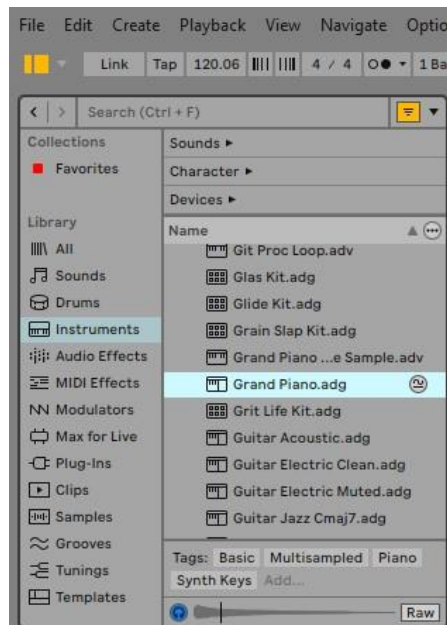 File Edit Create Playback View Navigate Optio
Link Tap 120.06 4 / 4 1 Ba
Search (Ctrl + F)
Collections
Favorites
Library
All
Sounds
Drums
Instruments
Audio Effects
MIDI Effects
Modulators
Max for Live
Plug-Ins
Clips
Samples
Grooves
Tunings
Templates
Sounds
Character
Devices
Name
Git Proc Loop.adv
Glas Kit.adg
Glide Kit.adg
Grain Slap Kit.adg
Grand Piano ...e Sample.adv
Grand Piano.adg
Grit Life Kit.adg
Guitar Acoustic.adg
Guitar Electric Clean.adg
Guitar Electric Muted.adg
Guitar Jazz Cmaj7.adg
Tags: Basic Multisampled Piano
Synth Keys Add...
Raw